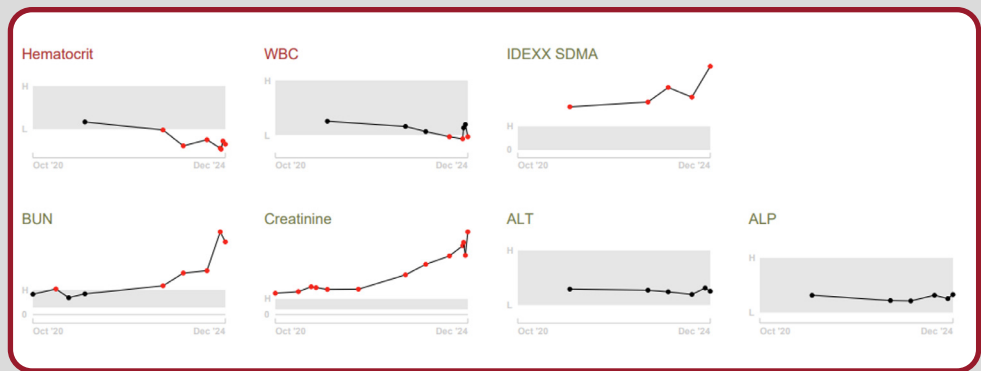 Hematocrit
WBC
IDEXX SDMA
H
L
Oct '20
Dec '24
H
L
Oct '20
Dec '24
H
0
Oct '20
Dec '24
BUN
Creatinine
ALT
ALP
H
0
Oct '20
Dec '24
H
0
Oct '20
Dec '24
H
L
Oct '20
Dec '24
H
L
Oct '20
Dec '24